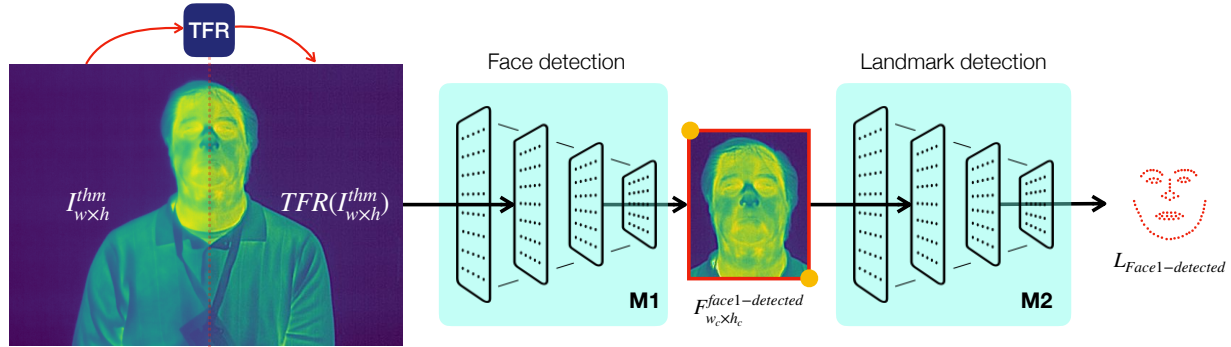 TFR
Face detection
Landmark detection
I^{thm}_{w×h}
TFR(I^{thm}_{w×h})
M1
F^{face1−detected}_{w_c×h_c}
M2
L_{Face1−detected}